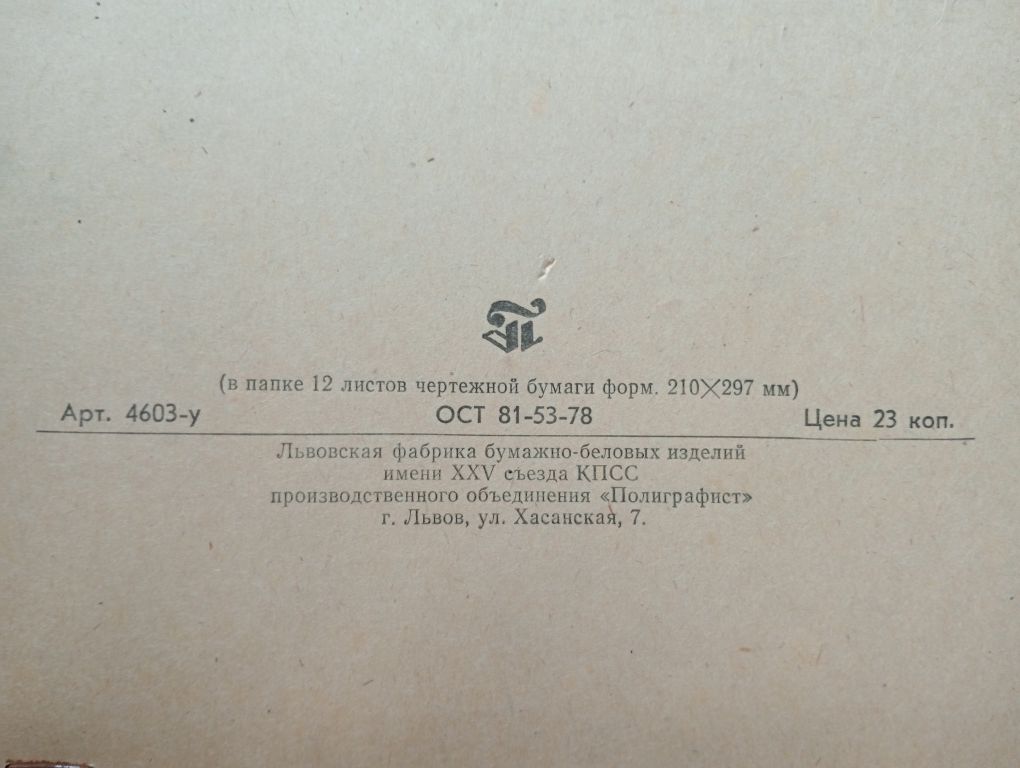 (в папке 12 листов чертежной бумаги форм. 210×297 мм)
Арт. 4603-у ОСТ 81-53-78 Цена 23 коп.
Львовская фабрика бумажно-беловых изделий
имени XXV съезда КПСС
производственного объединения «Полиграфист»
г. Львов, ул. Хасанская, 7.